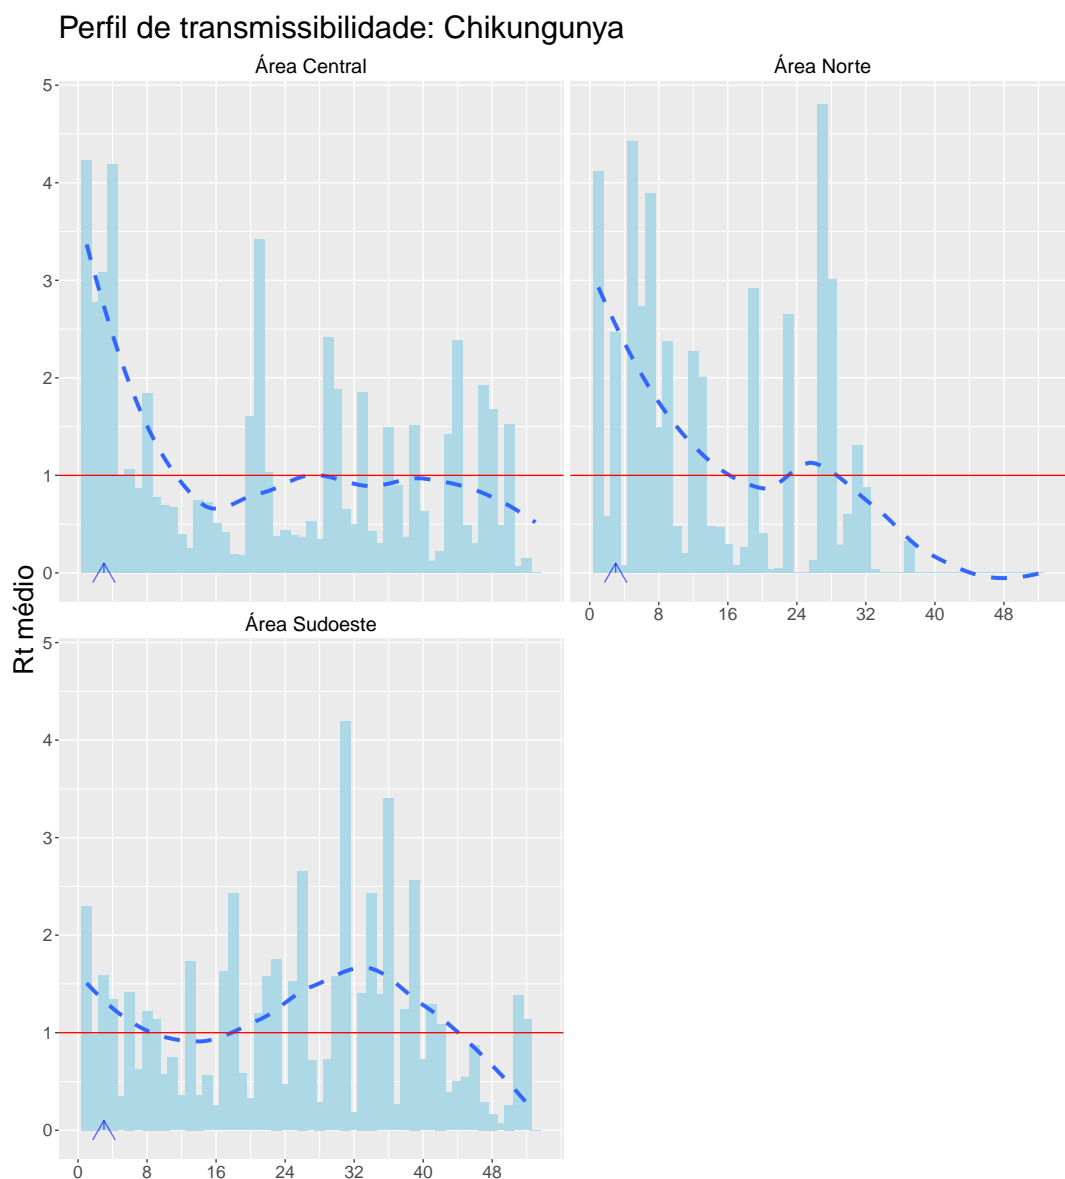 Perfil de transmissibilidade: Chikungunya
Área Central
Área Norte
5
4
3
2
1
0
0 8 16 24 32 40 48
Área Sudoeste
Rt médio
5
4
3
2
1
0
0 8 16 24 32 40 48